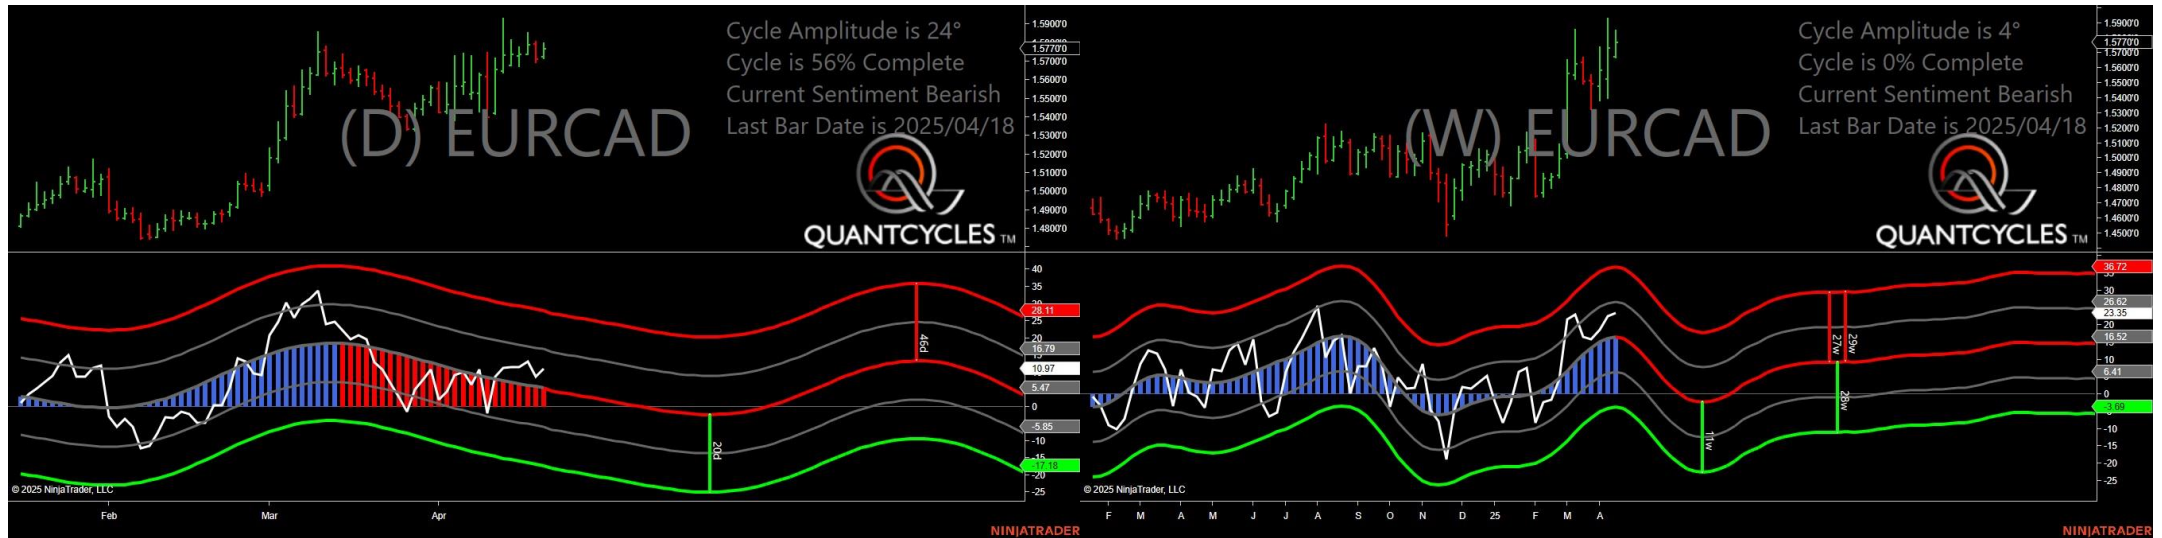 Cycle Amplitude is 24°
Cycle is 56% Complete
Current Sentiment Bearish
Last Bar Date is 2025/04/18
(D) EURCAD
QUANTCYCLES TM
1.5900'0
1.5770'0
1.5700'0
1.5600'0
1.5500'0
1.5400'0
1.5300'0
1.5200'0
1.5100'0
1.5000'0
1.4900'0
1.4800'0
40
35
28.11
25
20
16.79
10.97
5.47
0
-5.85
-10
-15
-17.18
-20
-25
46d
20d
© 2025 NinjaTrader, LLC
Feb Mar Apr
NINJATRADER
Cycle Amplitude is 4°
Cycle is 0% Complete
Current Sentiment Bearish
Last Bar Date is 2025/04/18
(W) EURCAD
QUANTCYCLES TM
1.5900'0
1.5770'0
1.5700'0
1.5600'0
1.5500'0
1.5400'0
1.5300'0
1.5200'0
1.5100'0
1.5000'0
1.4900'0
1.4800'0
1.4700'0
1.4600'0
1.4500'0
36.72
30
26.62
23.35
20
16.52
10
6.41
0
-3.69
-10
-15
-20
-25
27w
29w
28w
11w
© 2025 NinjaTrader, LLC
F M A M J J A S O N D 25 F M A
NINJATRADER